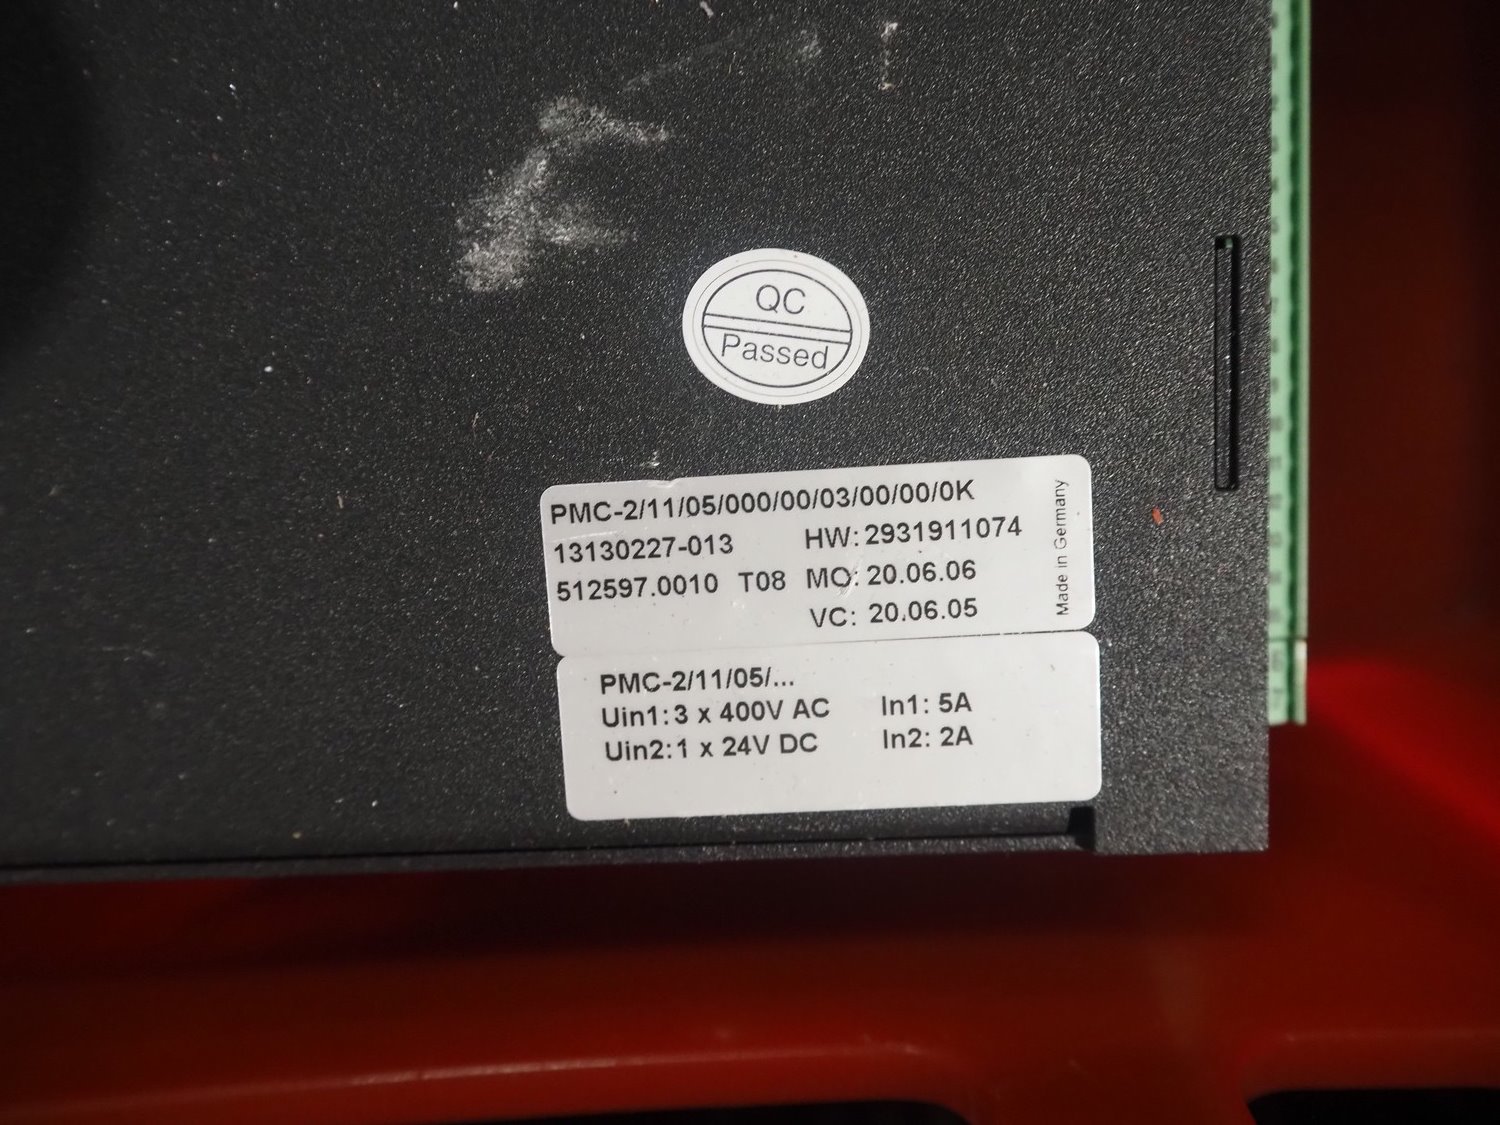 QC
Passed
PMC-2/11/05/000/00/03/00/00/0K
13130227-013 HW: 2931911074
512597.0010 T08 MO: 20.06.06
VC: 20.06.05
Made in Germany
PMC-2/11/05/...
Uin1: 3 x 400V AC In1: 5A
Uin2: 1 x 24V DC In2: 2A